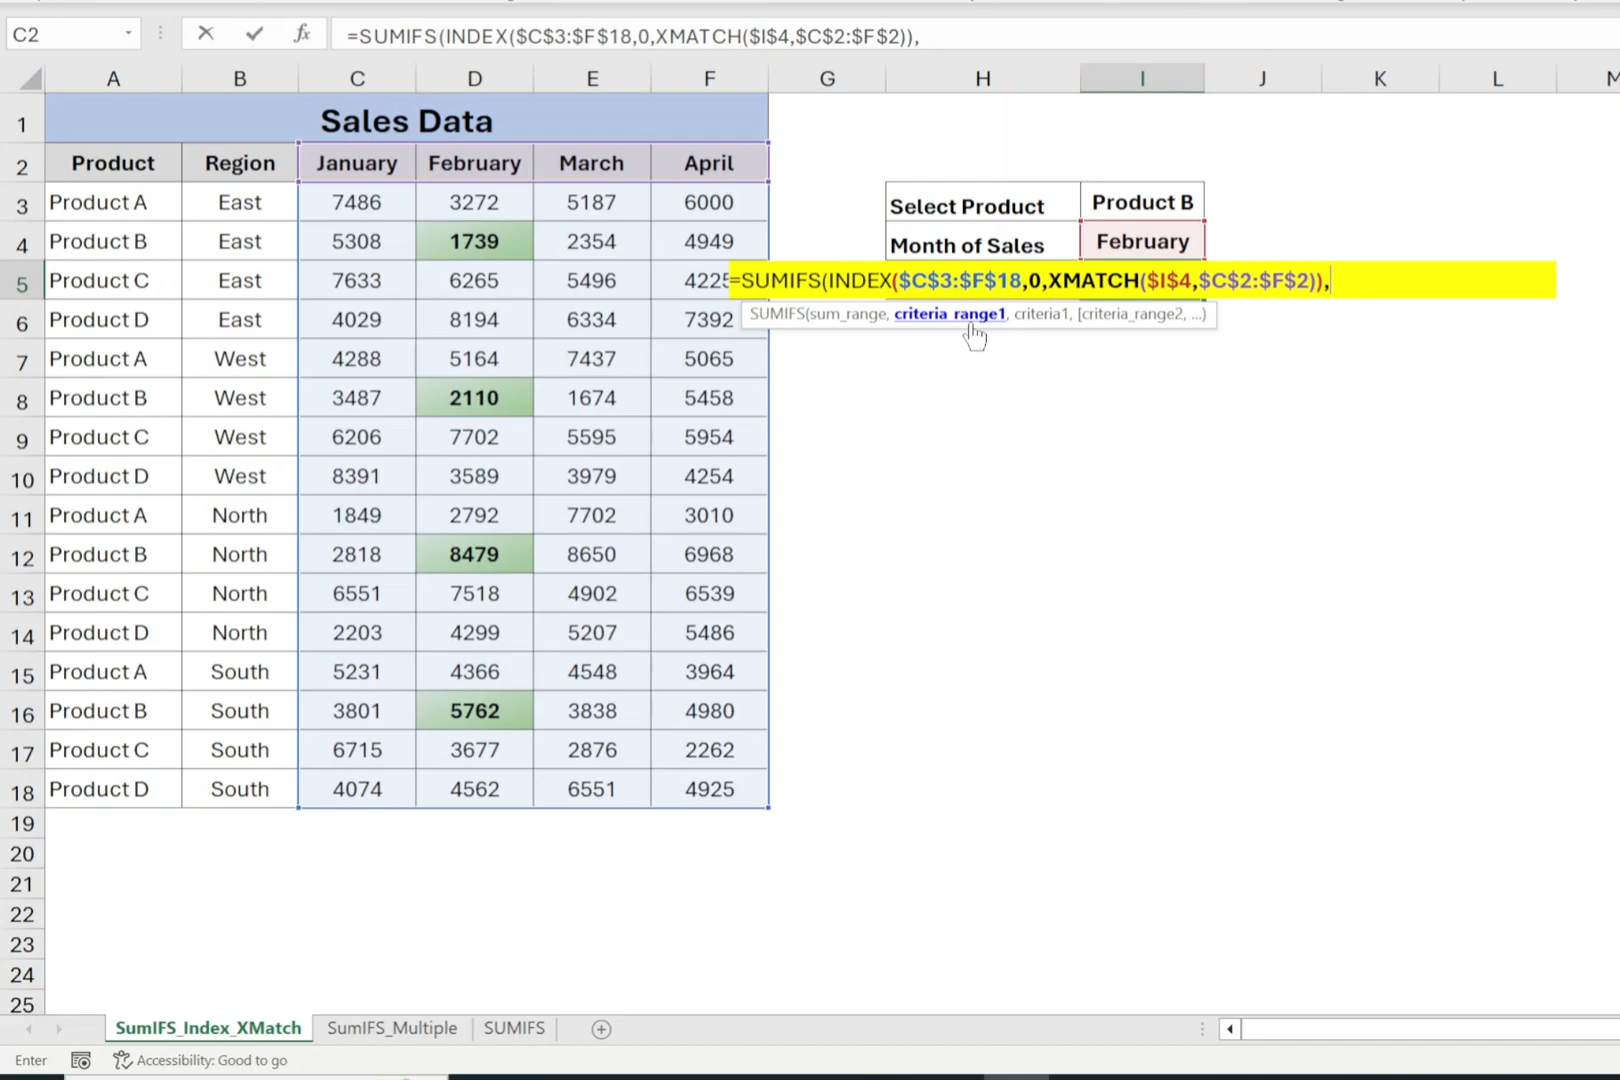 C2 fx =SUMIFS(INDEX($C$3:$F$18,0,XMATCH($I$4,$C$2:$F$2)),
A B C D E F G H I J K L M
1 Sales Data
2 Product Region January February March April
3 Product A East 7486 3272 5187 6000 Select Product Product B
4 Product B East 5308 1739 2354 4949 Month of Sales February
5 Product C East 7633 6265 5496 4225 =SUMIFS(INDEX($C$3:$F$18,0,XMATCH($I$4,$C$2:$F$2)),
6 Product D East 4029 8194 6334 7392 SUMIFS(sum_range, criteria_range1, criteria1, [criteria_range2, ...)
7 Product A West 4288 5164 7437 5065
8 Product B West 3487 2110 1674 5458
9 Product C West 6206 7702 5595 5954
10 Product D West 8391 3589 3979 4254
11 Product A North 1849 2792 7702 3010
12 Product B North 2818 8479 8650 6968
13 Product C North 6551 7518 4902 6539
14 Product D North 2203 4299 5207 5486
15 Product A South 5231 4366 4548 3964
16 Product B South 3801 5762 3838 4980
17 Product C South 6715 3677 2876 2262
18 Product D South 4074 4562 6551 4925
19
20
21
22
23
24
25
SumIFS_Index_XMatch SumIFS_Multiple SUMIFS
Enter Accessibility: Good to go